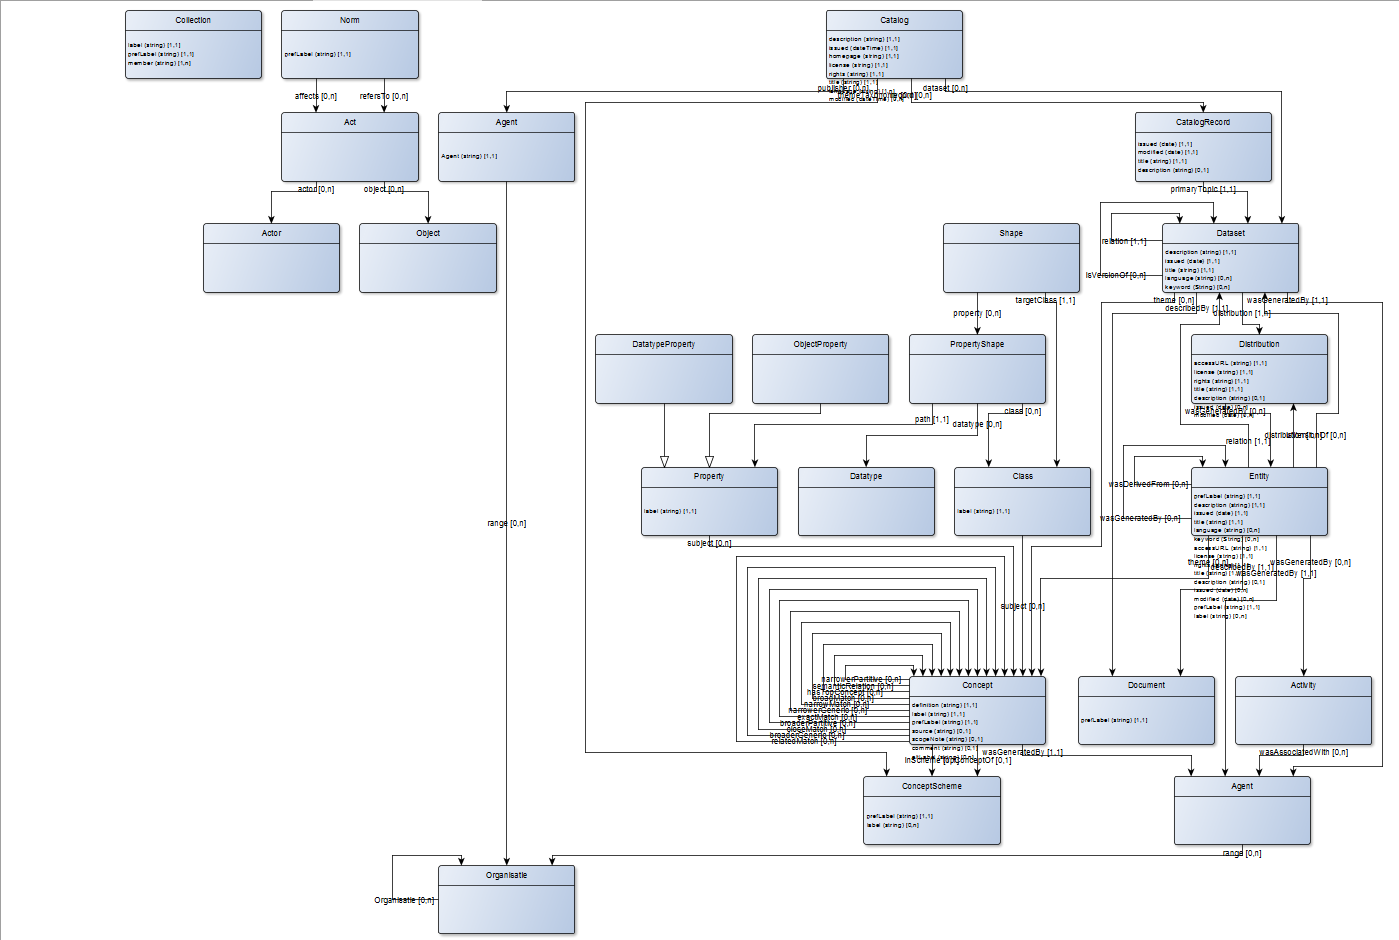 Collection
label (string) [1,1]
prefLabel (string) [1,1]
member (string) [1,n]
Norm
prefLabel (string) [1,1]
Catalog
description (string) [1,1]
issued (dateTime) [1,1]
homepage (string) [1,1]
license (string) [1,1]
rights (string) [1,1]
title (string) [1,1]
modified (dateTime) [0,n]
publisher [0,n]
dataset [0,n]
affects [0,n]
refersTo [0,n]
Act
Agent
Agent (string) [1,1]
CatalogRecord
issued (date) [1,1]
modified (date) [1,1]
title (string) [1,1]
description (string) [0,1]
actor [0,n]
object [0,n]
primaryTopic [1,1]
Actor
Object
Shape
Dataset
description (string) [1,1]
issued (date) [1,1]
title (string) [1,1]
language (string) [0,n]
keyword (String) [0,n]
relation [1,1]
isVersionOf [0,n]
targetClass [1,1]
property [0,n]
theme [0,n]
describedBy [1,1]
distribution [1,n]
wasGeneratedBy [1,1]
DatatypeProperty
ObjectProperty
PropertyShape
Distribution
accessURL (string) [1,1]
license (string) [1,1]
rights (string) [1,1]
title (string) [1,1]
description (string) [0,1]
issued (date) [0,n]
modified (date) [0,n]
wasGeneratedBy [0,n]
path [1,1]
datatype [0,n]
class [0,n]
relation [1,1]
Property
label (string) [1,1]
Datatype
Class
label (string) [1,1]
Entity
prefLabel (string) [1,1]
description (string) [1,1]
issued (date) [1,1]
title (string) [1,1]
language (string) [0,n]
keyword (String) [0,n]
accessURL (string) [1,1]
license (string) [1,1]
title (string) [1,1]
description (string) [0,1]
issued (date) [0,n]
modified (date) [0,n]
prefLabel (string) [1,1]
label (string) [0,n]
wasDerivedFrom [0,n]
wasGeneratedBy [0,n]
range [0,n]
subject [0,n]
theme [0,n]
describedBy [1,1]
wasGeneratedBy [0,n]
wasGeneratedBy [1,1]
subject [0,n]
narrowerPartitive [0,n]
semanticRelation [0,n]
hasTopConcept [0,n]
broadMatch [0,n]
narrowMatch [0,n]
narrowerGeneric [0,n]
exactMatch [0,n]
broaderPartitive [0,n]
closeMatch [0,n]
broaderGeneric [0,n]
relatedMatch [0,n]
Concept
definition (string) [1,1]
label (string) [1,1]
prefLabel (string) [1,1]
source (string) [0,1]
scopeNote (string) [0,1]
comment (string) [0,1]
Document
prefLabel (string) [1,1]
Activity
wasGeneratedBy [1,1]
wasAssociatedWith [0,n]
ConceptScheme
prefLabel (string) [1,1]
label (string) [0,n]
Agent
range [0,n]
Organisatie
Organisatie [0,n]